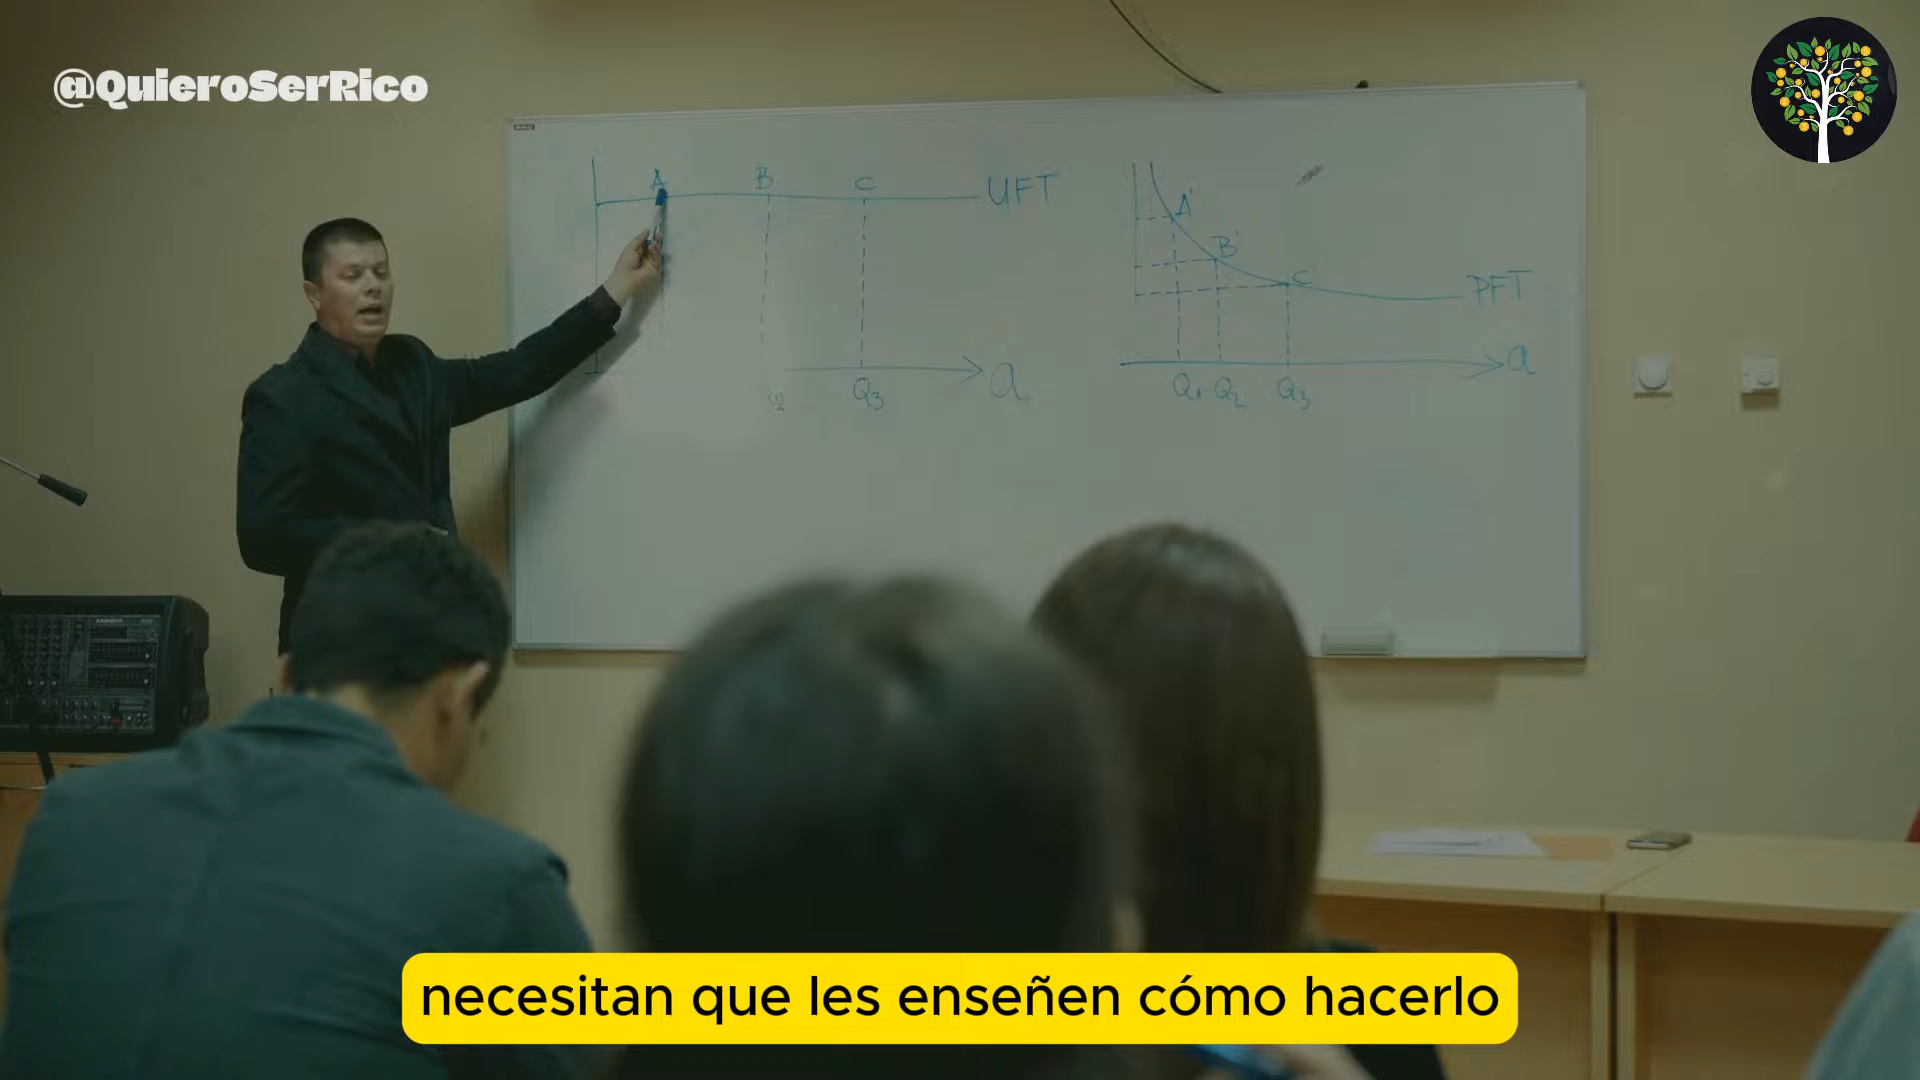 @QuieroSerRico
A B C UFT
A' B' C PFT
Q3 a
Q1 Q2 Q3 a
necesitan que les enseñen cómo hacerlo